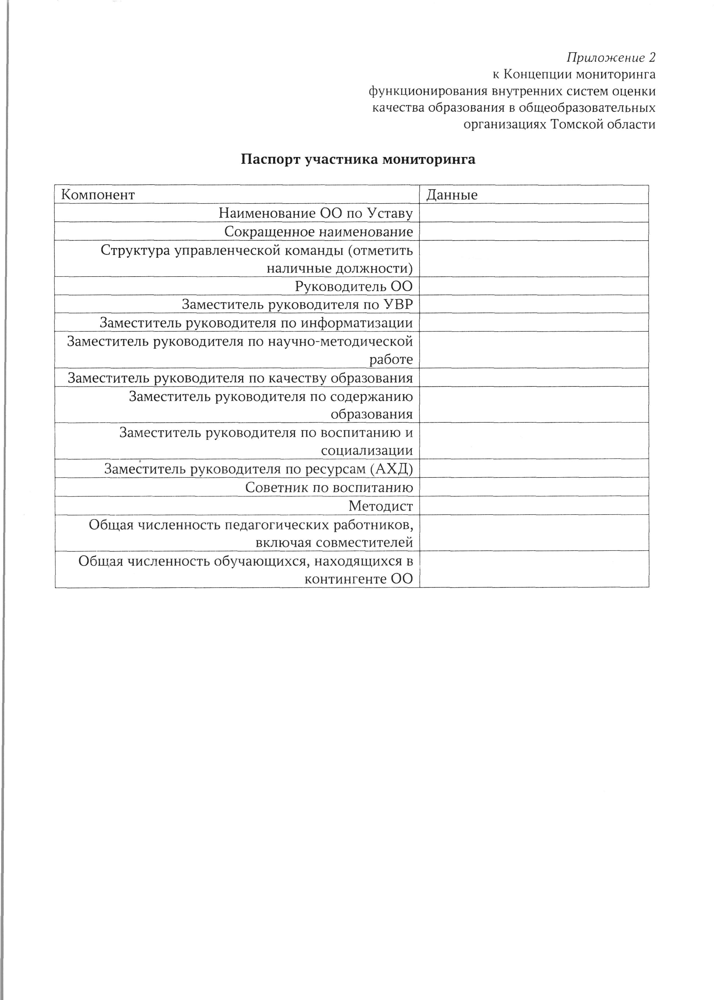 Приложение 2
к Концепции мониторинга
функционирования внутренних систем оценки
качества образования в общеобразовательных
организациях Томской области
Паспорт участника мониторинга
Компонент Данные
Наименование ОО по Уставу
Сокращенное наименование
Структура управленческой команды (отметить
наличные должности)
Руководитель ОО
Заместитель руководителя по УВР
Заместитель руководителя по информатизации
Заместитель руководителя по научно-методической
работе
Заместитель руководителя по качеству образования
Заместитель руководителя по содержанию
образования
Заместитель руководителя по воспитанию и
социализации
Заместитель руководителя по ресурсам (АХД)
Советник по воспитанию
Методист
Общая численность педагогических работников,
включая совместителей
Общая численность обучающихся, находящихся в
контингенте ОО